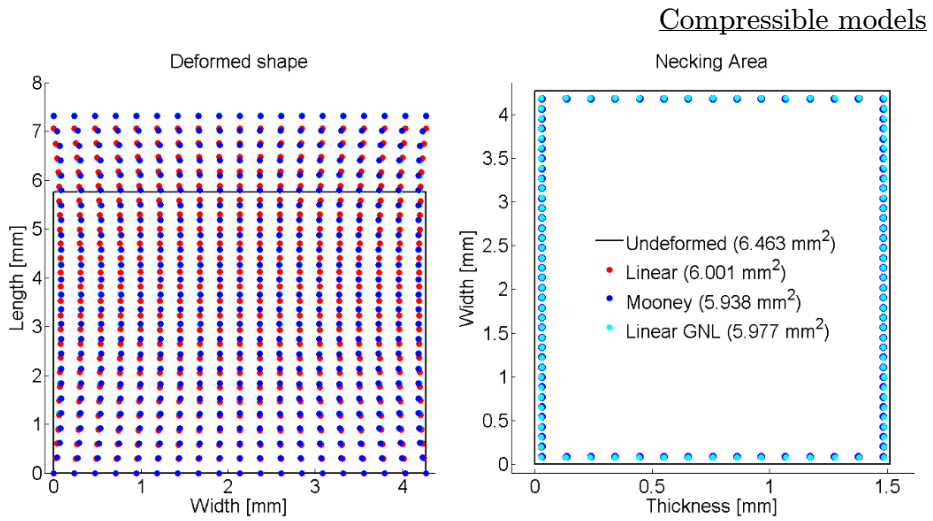 Compressible models
Deformed shape
8
7
6
5
4
3
2
1
0
Length [mm]
0
1
2
3
4
Width [mm]
Necking Area
4
3.5
3
2.5
2
1.5
1
0.5
0
Width [mm]
Undeformed (6.463 mm²)
Linear (6.001 mm²)
Mooney (5.938 mm²)
Linear GNL (5.977 mm²)
0
0.5
1
1.5
Thickness [mm]